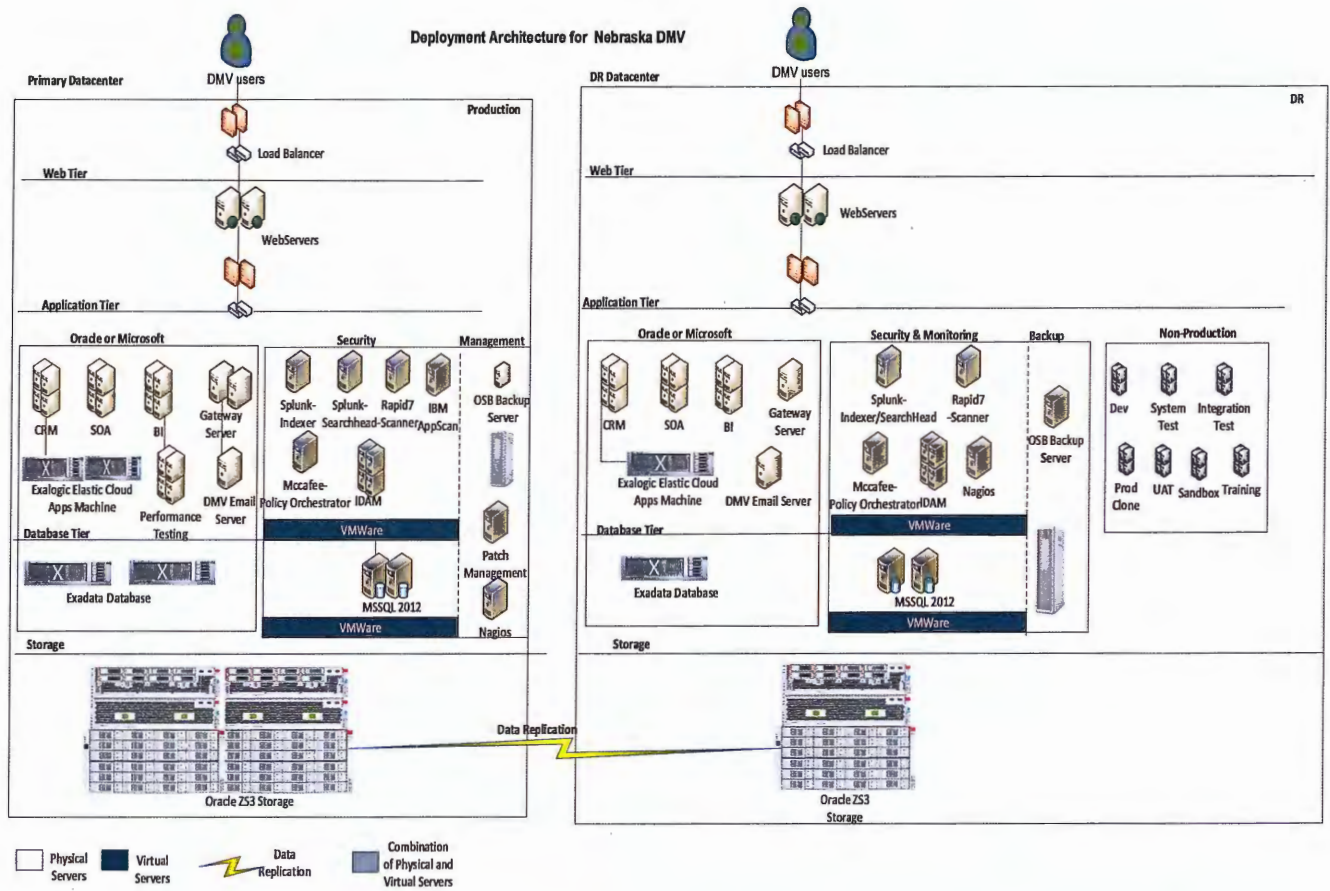 Deployment Architecture for Nebraska DMV
Primary Datacenter
DMV users
Production
Load Balancer
Web Tier
WebServers
Application Tier
Oracle or Microsoft
CRM
SOA
BI
Gateway
Server
Exalogic Elastic Cloud
Apps Machine
Performance
Testing
DMV Email
Server
Security
Splunk-
Indexer
Splunk-
Searchhead
Rapid7
-Scanner
IBM
AppScan
Mccafee-
Policy Orchestrator
IDAM
VMWare
Management
OSB Backup
Server
Patch
Management
Nagios
Database Tier
Exadata Database
MSSQL 2012
VMWare
Storage
Oracle ZS3 Storage
Data Replication
DR Datacenter
DMV users
DR
Load Balancer
Web Tier
WebServers
Application Tier
Oracle or Microsoft
CRM
SOA
BI
Gateway
Server
Exalogic Elastic Cloud
Apps Machine
DMV Email Server
Security & Monitoring
Splunk-
Indexer/SearchHead
Rapid7
-Scanner
Mccafee-
Policy Orchestrator
IDAM
Nagios
VMWare
Backup
OSB Backup
Server
Non-Production
Dev
System
Test
Integration
Test
Prod
Clone
UAT
Sandbox
Training
Database Tier
Exadata Database
MSSQL 2012
VMWare
Storage
Oracle ZS3
Storage
Physical
Servers
Virtual
Servers
Data
Replication
Combination
of Physical and
Virtual Servers